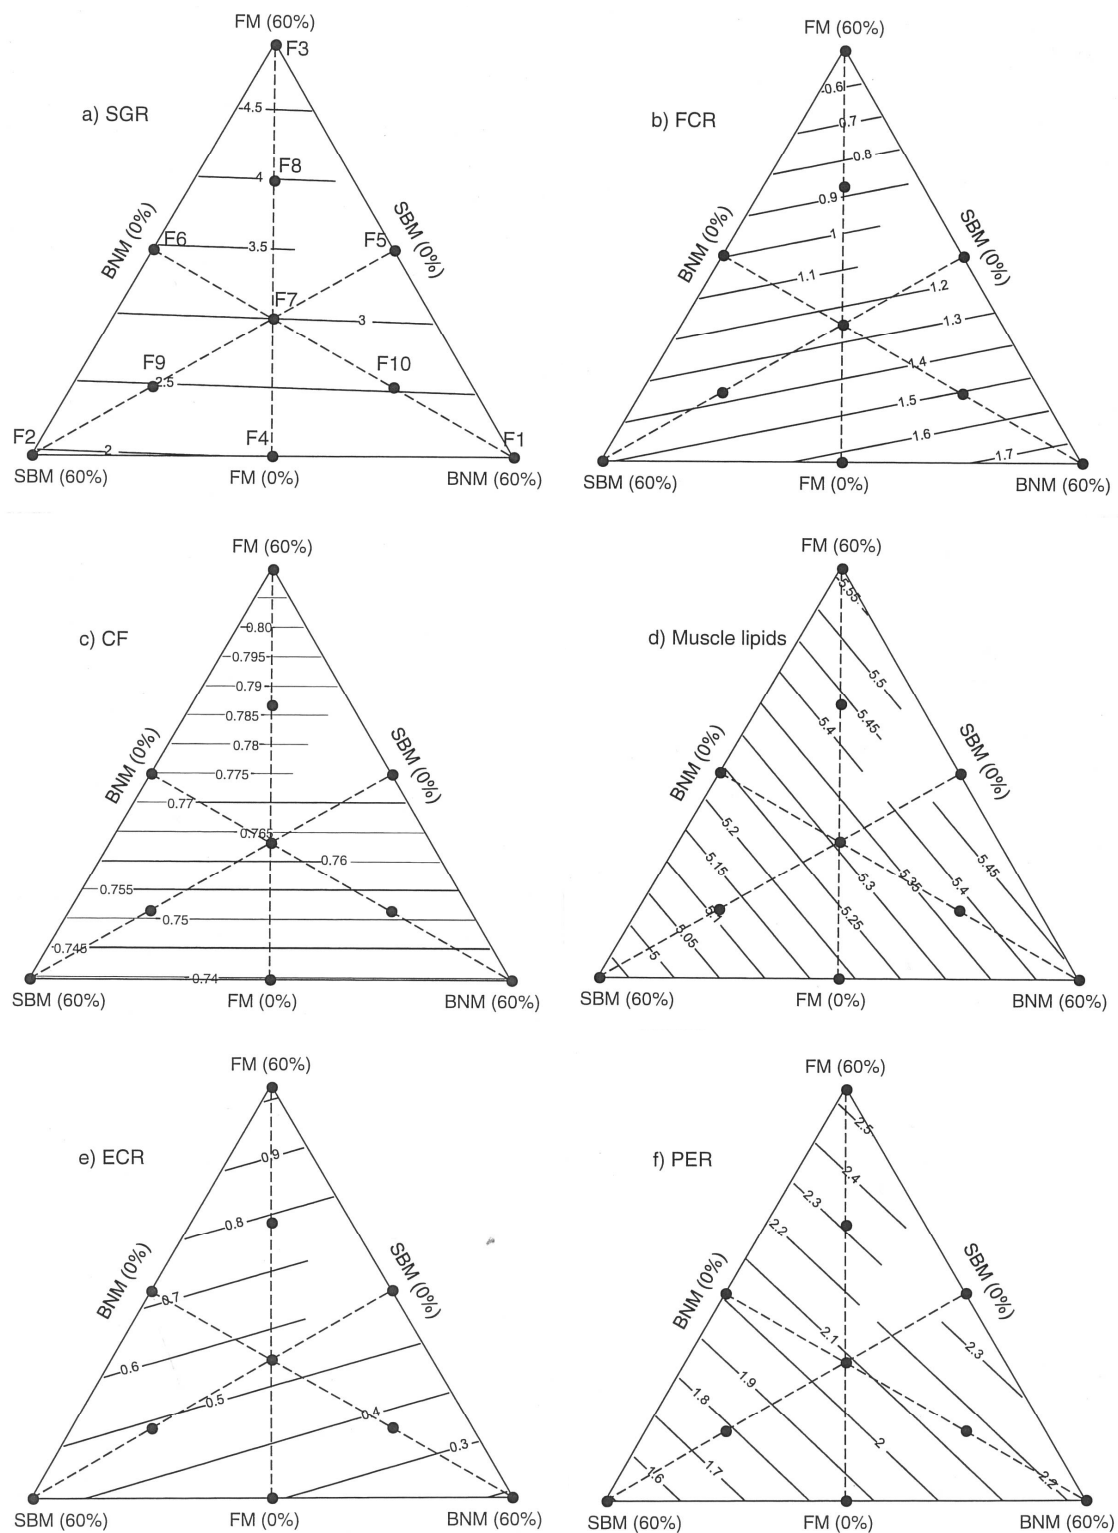 FM (60%)
F3
a) SGR
4.5
F8
4
BNM (0%)
SBM (0%)
F6
F5
3.5
F7
3
F9
F10
2.5
F2
F4
F1
2
SBM (60%)
FM (0%)
BNM (60%)
FM (60%)
b) FCR
0.6
0.7
0.8
0.9
BNM (0%)
SBM (0%)
1
1.1
1.2
1.3
1.4
1.5
1.6
1.7
SBM (60%)
FM (0%)
BNM (60%)
FM (60%)
c) CF
0.80
0.795
0.79
0.785
0.78
BNM (0%)
SBM (0%)
0.775
0.77
0.765
0.76
0.755
0.75
0.745
0.74
SBM (60%)
FM (0%)
BNM (60%)
FM (60%)
5.55
d) Muscle lipids
5.5
5.45
5.4
BNM (0%)
SBM (0%)
5.2
5.15
5.1
5.05
5
5.25
5.3
5.35
5.4
5.45
SBM (60%)
FM (0%)
BNM (60%)
FM (60%)
e) ECR
0.9
0.8
BNM (0%)
SBM (0%)
0.7
0.6
0.5
0.4
0.3
SBM (60%)
FM (0%)
BNM (60%)
FM (60%)
2.5
f) PER
2.4
2.3
2.2
BNM (0%)
SBM (0%)
2.1
2.3
1.9
1.8
2
1.7
1.6
2.2
SBM (60%)
FM (0%)
BNM (60%)